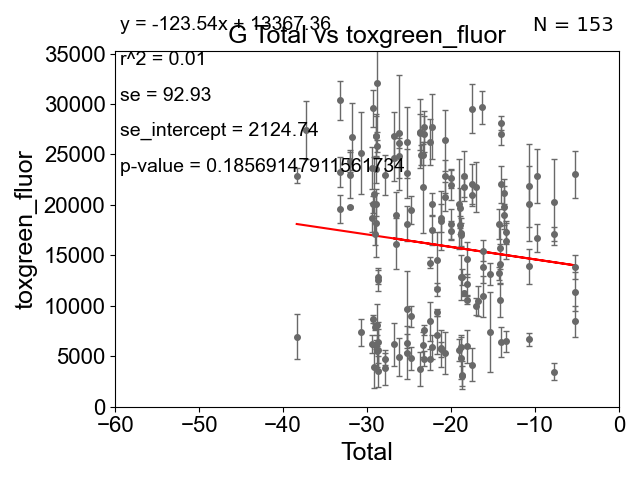 y = -123.54x + 13367.36
N = 153
G Total vs toxgreen_fluor
r^2 = 0.01
se = 92.93
se_intercept = 2124.74
p-value = 0.18569147911561734
toxgreen_fluor
35000
30000
25000
20000
15000
10000
5000
0
−60 −50 −40 −30 −20 −10 0
Total